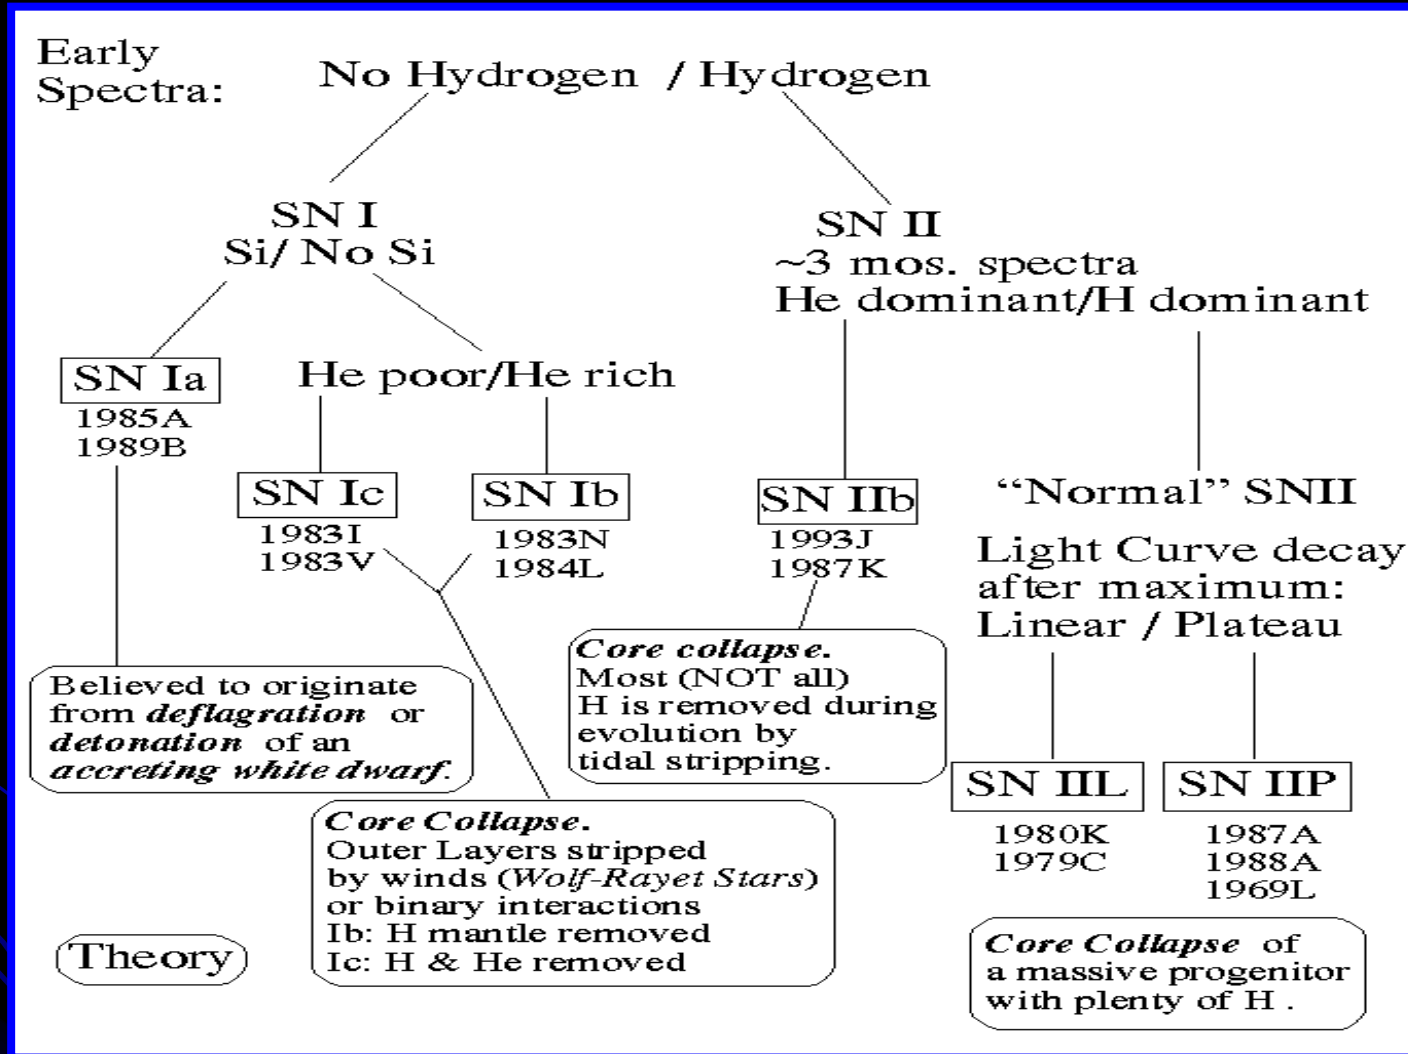 Early
Spectra:
No Hydrogen / Hydrogen
SN I
Si/ No Si
SN II
~3 mos. spectra
He dominant/H dominant
SN Ia
1985A
1989B
He poor/He rich
SN Ic
1983I
1983V
SN Ib
1983N
1984L
SN IIb
1993J
1987K
“Normal” SNII
Light Curve decay
after maximum:
Linear / Plateau
Believed to originate
from deflagration or
detonation of an
accreting white dwarf.
Core Collapse.
Outer Layers stripped
by winds (Wolf-Rayet Stars)
or binary interactions
Ib: H mantle removed
Ic: H & He removed
Core collapse.
Most (NOT all)
H is removed during
evolution by
tidal stripping.
SN IIL
1980K
1979C
SN IIP
1987A
1988A
1969L
Core Collapse of
a massive progenitor
with plenty of H .
Theory